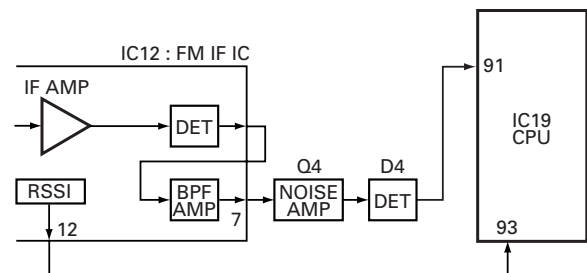 IC12 : FM IF IC
IF AMP
DET
91
IC19
CPU
Q4
D4
RSSI
BPF
AMP
NOISE
AMP
DET
12
7
93